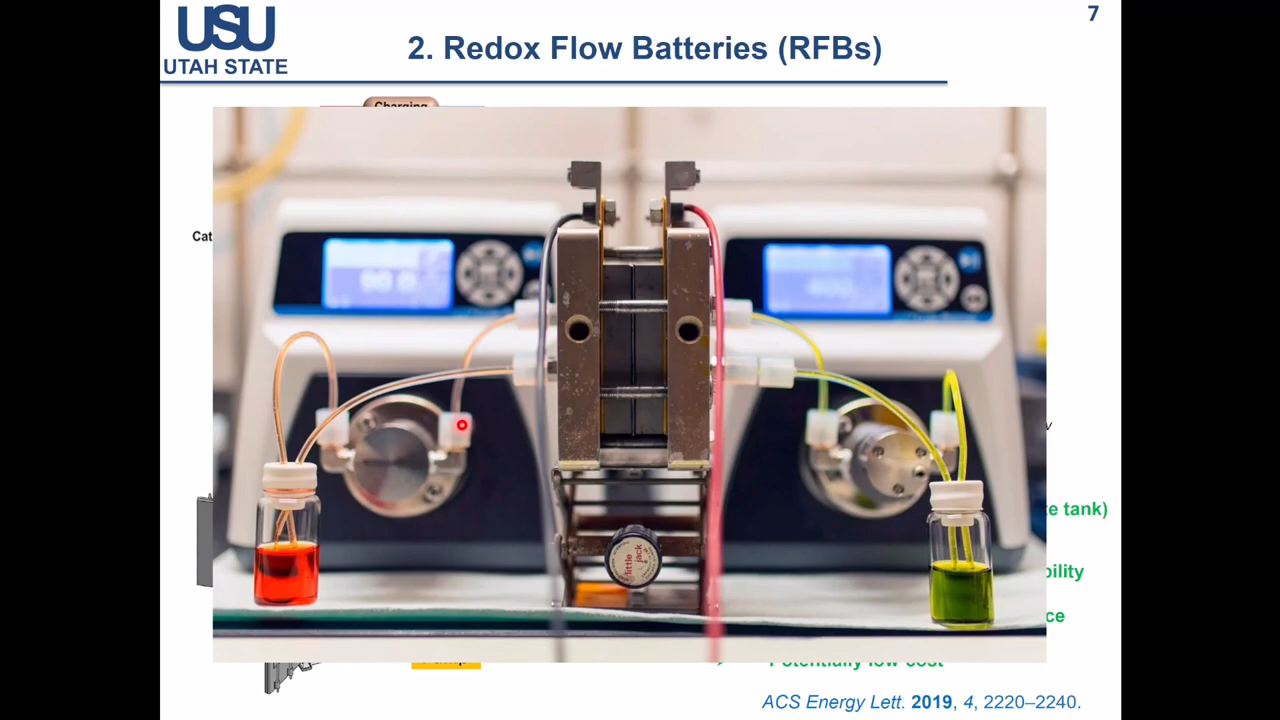 7
USU
UTAH STATE
2. Redox Flow Batteries (RFBs)
Charging
Cat
te tank)
bility
ce
Potentially low cost
little jack
ACS Energy Lett. 2019, 4, 2220–2240.